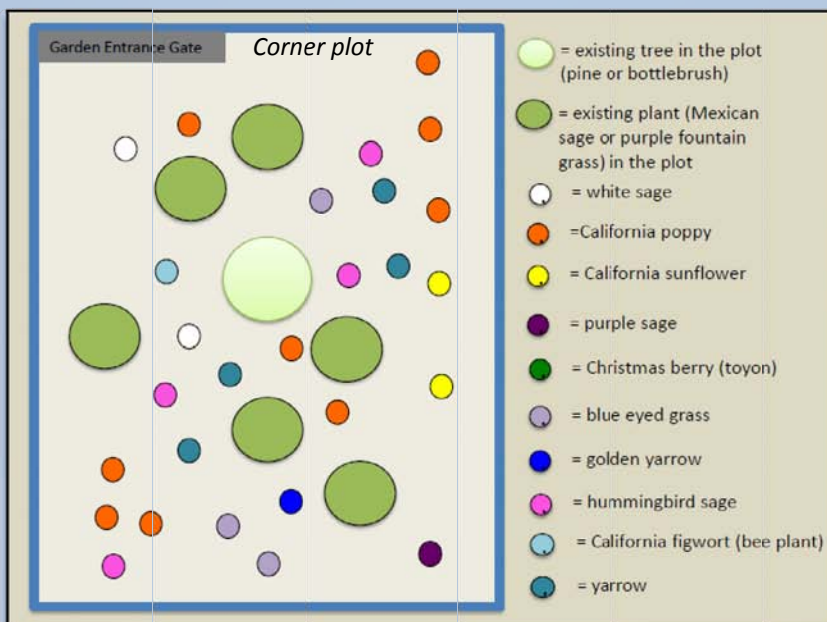 Garden Entrance Gate
Corner plot
= existing tree in the plot
(pine or bottlebrush)
= existing plant (Mexican
sage or purple fountain
grass) in the plot
= white sage
=California poppy
= California sunflower
= purple sage
= Christmas berry (toyon)
= blue eyed grass
= golden yarrow
= hummingbird sage
= California figwort (bee plant)
= yarrow